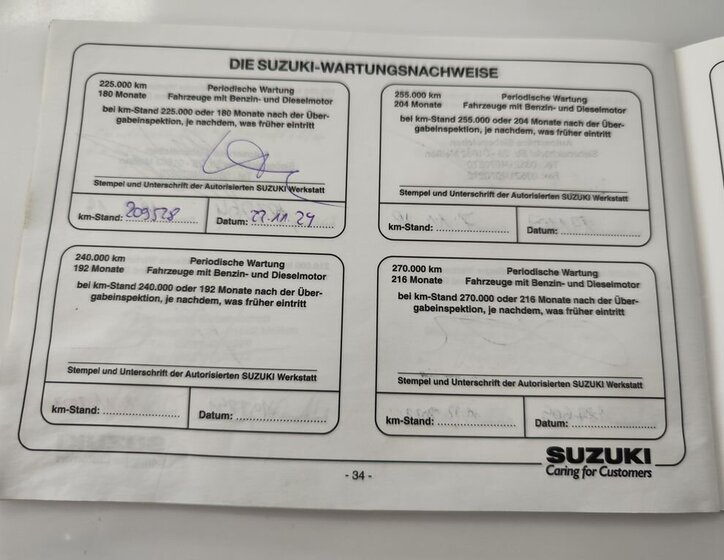 DIE SUZUKI-WARTUNGSNACHWEISE
225.000 km Periodische Wartung
180 Monate Fahrzeuge mit Benzin- und Dieselmotor
bei km-Stand 225.000 oder 180 Monate nach der Über-
gabeinspektion, je nachdem, was früher eintritt
Stempel und Unterschrift der Autorisierten SUZUKI Werkstatt
km-Stand: 209528 Datum: 22.11.24
255.000 km Periodische Wartung
204 Monate Fahrzeuge mit Benzin- und Dieselmotor
bei km-Stand 255.000 oder 204 Monate nach der Über-
gabeinspektion, je nachdem, was früher eintritt
Stempel und Unterschrift der Autorisierten SUZUKI Werkstatt
km-Stand: Datum:
240.000 km Periodische Wartung
192 Monate Fahrzeuge mit Benzin- und Dieselmotor
bei km-Stand 240.000 oder 192 Monate nach der Über-
gabeinspektion, je nachdem, was früher eintritt
Stempel und Unterschrift der Autorisierten SUZUKI Werkstatt
km-Stand: Datum:
270.000 km Periodische Wartung
216 Monate Fahrzeuge mit Benzin- und Dieselmotor
bei km-Stand 270.000 oder 216 Monate nach der Über-
gabeinspektion, je nachdem, was früher eintritt
Stempel und Unterschrift der Autorisierten SUZUKI Werkstatt
km-Stand: Datum:
SUZUKI
Caring for Customers
- 34 -